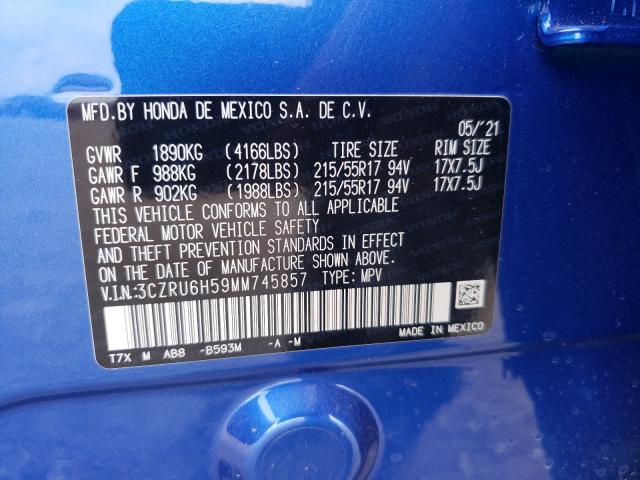 MFD.BY HONDA DE MEXICO S.A. DE C.V.
05/'21
GVWR 1890KG (4166LBS) TIRE SIZE RIM SIZE
GAWR F 988KG (2178LBS) 215/55R17 94V 17X7.5J
GAWR R 902KG (1988LBS) 215/55R17 94V 17X7.5J
THIS VEHICLE CONFORMS TO ALL APPLICABLE
FEDERAL MOTOR VEHICLE SAFETY
AND THEFT PREVENTION STANDARDS IN EFFECT
ON THE DATE OF MANUFACTURE SHOWN ABOVE.
V.I.N.:3CZRU6H59MM745857 TYPE: MPV
MADE IN MEXICO
T7X M AB8 -B593M -A -M